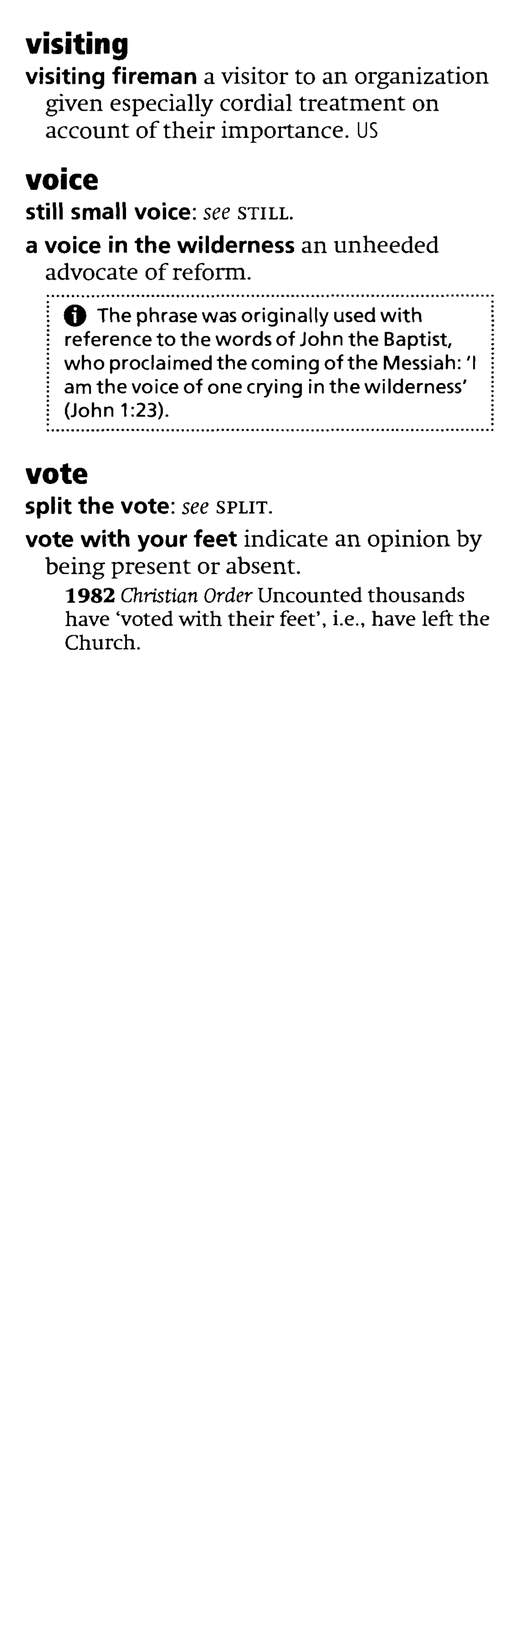 visiting
visiting fireman a visitor to an organization
given especially cordial treatment on
account of their importance. US
voice
still small voice: see STILL.
a voice in the wilderness an unheeded
advocate of reform.
i The phrase was originally used with
reference to the words of John the Baptist,
who proclaimed the coming of the Messiah: 'I
am the voice of one crying in the wilderness'
(John 1:23).
vote
split the vote: see SPLIT.
vote with your feet indicate an opinion by
being present or absent.
1982 Christian Order Uncounted thousands
have ‘voted with their feet’, i.e., have left the
Church.